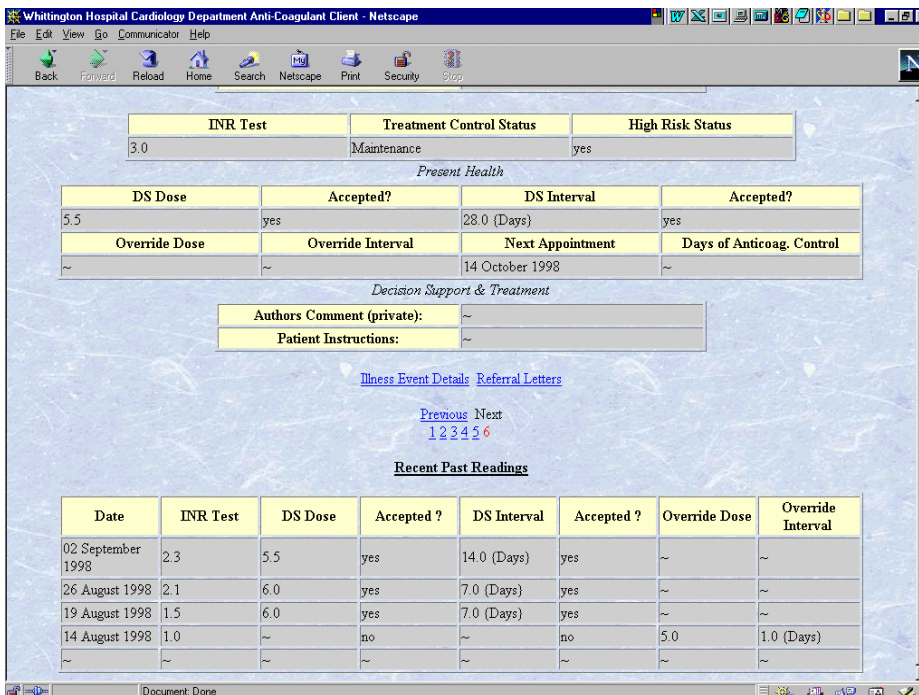 Whittington Hospital Cardiology Department Anti-Coagulant Client - Netscape
File Edit View Go Communicator Help
Back Forward Reload Home Search Netscape Print Security Stop
INR Test Treatment Control Status High Risk Status
3.0 Maintenance yes
Present Health
DS Dose Accepted? DS Interval Accepted?
5.5 yes 28.0 {Days} yes
Override Dose Override Interval Next Appointment Days of Anticoag. Control
~ ~ 14 October 1998 ~
Decision Support & Treatment
Authors Comment (private): ~
Patient Instructions: ~
Illness Event Details Referral Letters
Previous Next
1 2 3 4 5 6
Recent Past Readings
Date INR Test DS Dose Accepted ? DS Interval Accepted ? Override Dose Override
Interval
02 September
1998 2.3 5.5 yes 14.0 {Days} yes ~ ~
26 August 1998 2.1 6.0 yes 7.0 {Days} yes ~ ~
19 August 1998 1.5 6.0 yes 7.0 {Days} yes ~ ~
14 August 1998 1.0 ~ no ~ no 5.0 1.0 {Days}
~ ~ ~ ~ ~ ~ ~ ~
Document: Done